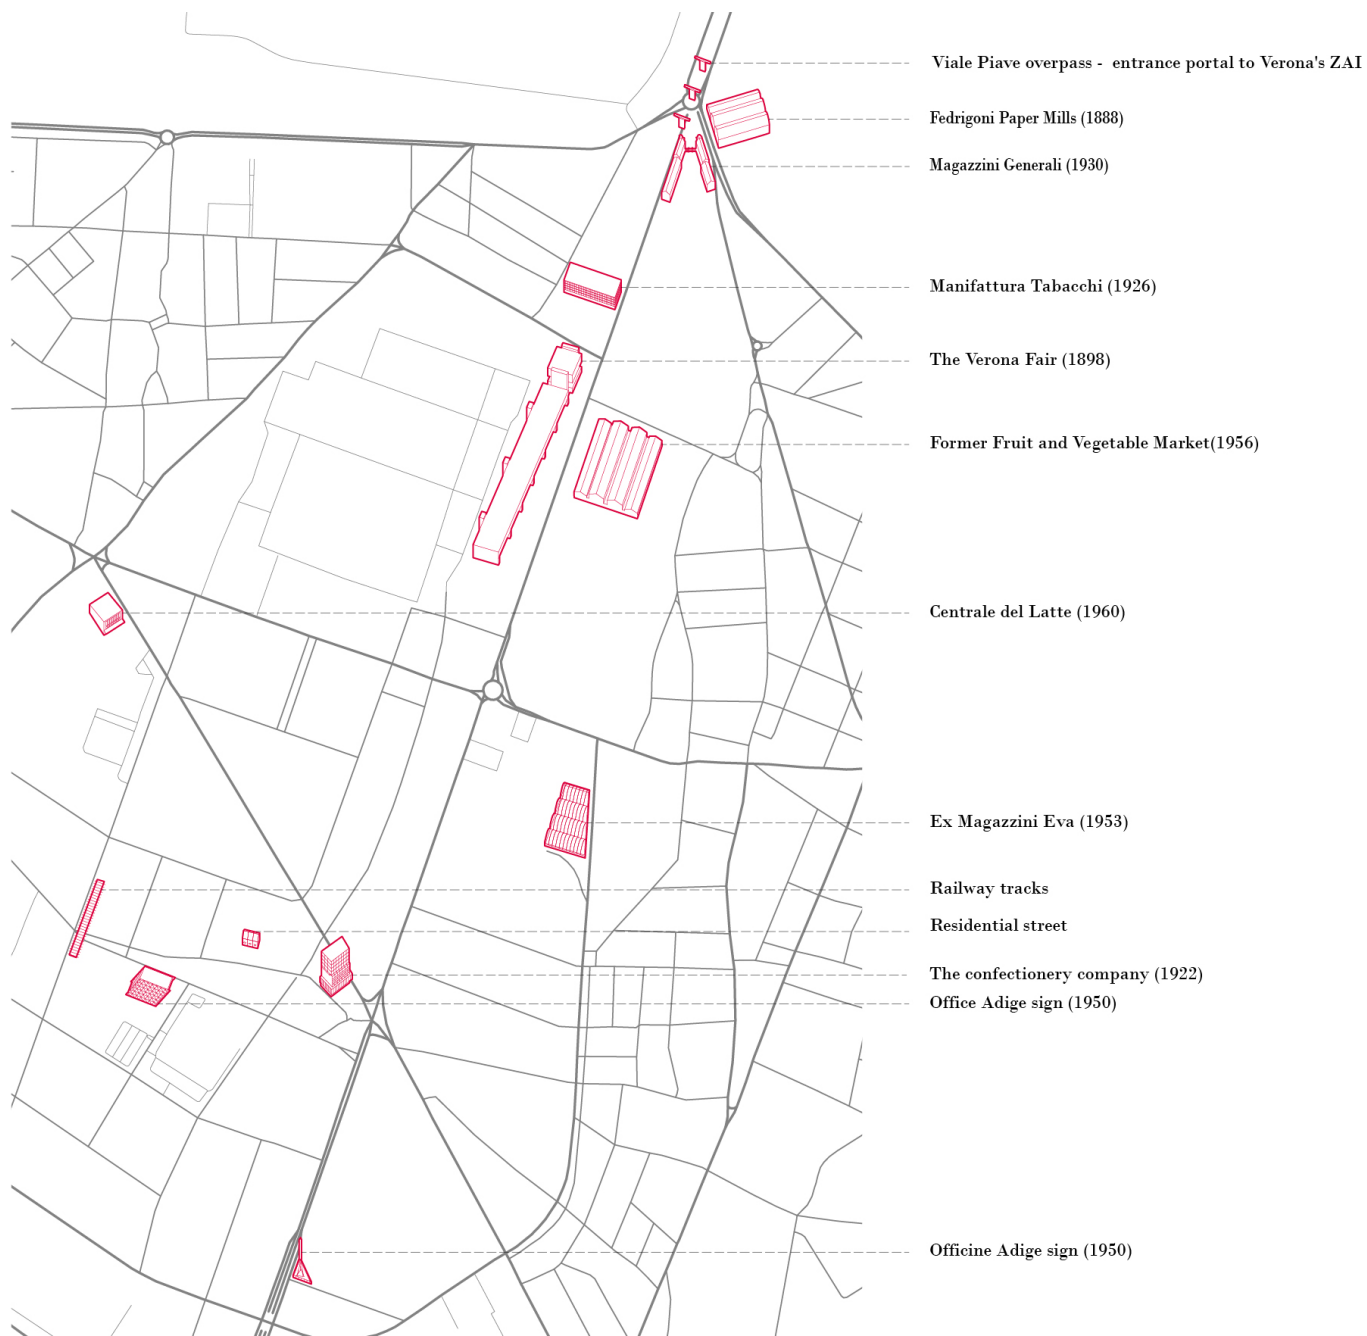 Viale Piave overpass - entrance portal to Verona's ZAI
Fedrigoni Paper Mills (1888)
Magazzini Generali (1930)
Manifattura Tabacchi (1926)
The Verona Fair (1898)
Former Fruit and Vegetable Market(1956)
Centrale del Latte (1960)
Ex Magazzini Eva (1953)
Railway tracks
Residential street
The confectionery company (1922)
Office Adige sign (1950)
Officine Adige sign (1950)